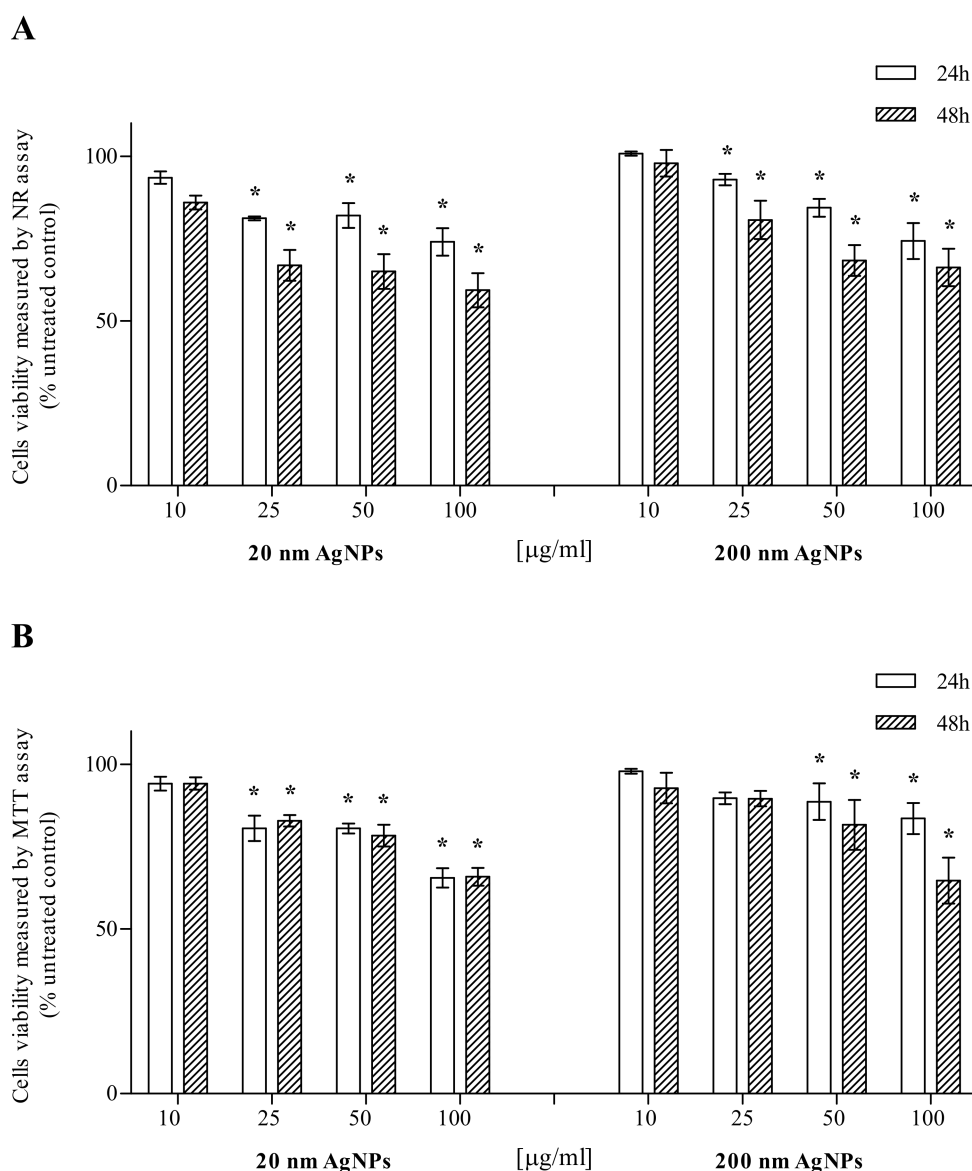 A
24h
48h
Cells viability measured by NR assay
(% untreated control)
100
50
0
* * * * * *
* * * * * *
10 25 50 100 10 25 50 100
20 nm AgNPs [μg/ml] 200 nm AgNPs
B
24h
48h
Cells viability measured by MTT assay
(% untreated control)
100
50
0
* * * * * *
* * * *
10 25 50 100 10 25 50 100
20 nm AgNPs [μg/ml] 200 nm AgNPs